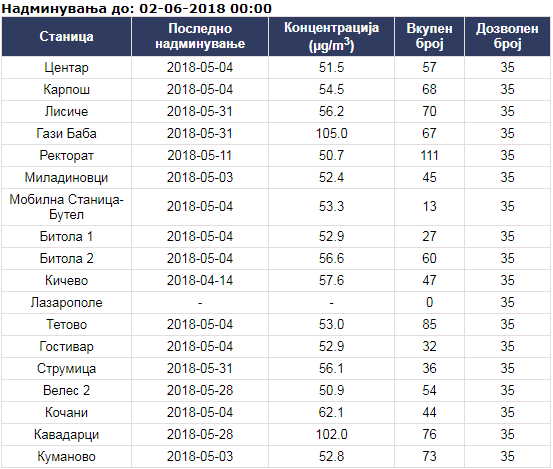 Надминувања до: 02-06-2018 00:00
Станица Последно надминување Концентрација (µg/m³) Вкупен број Дозволен број
Центар 2018-05-04 51.5 57 35
Карпош 2018-05-04 54.5 68 35
Лисиче 2018-05-31 56.2 70 35
Гази Баба 2018-05-31 105.0 67 35
Ректорат 2018-05-11 50.7 111 35
Миладиновци 2018-05-03 52.4 45 35
Мобилна Станица-Бутел 2018-05-04 53.3 13 35
Битола 1 2018-05-04 52.9 27 35
Битола 2 2018-05-04 56.6 60 35
Кичево 2018-04-14 57.6 47 35
Лазарополе - - 0 35
Тетово 2018-05-04 53.0 85 35
Гостивар 2018-05-04 52.9 32 35
Струмица 2018-05-31 56.1 36 35
Велес 2 2018-05-28 50.9 54 35
Кочани 2018-05-04 62.1 44 35
Кавадарци 2018-05-28 102.0 76 35
Куманово 2018-05-03 52.8 73 35